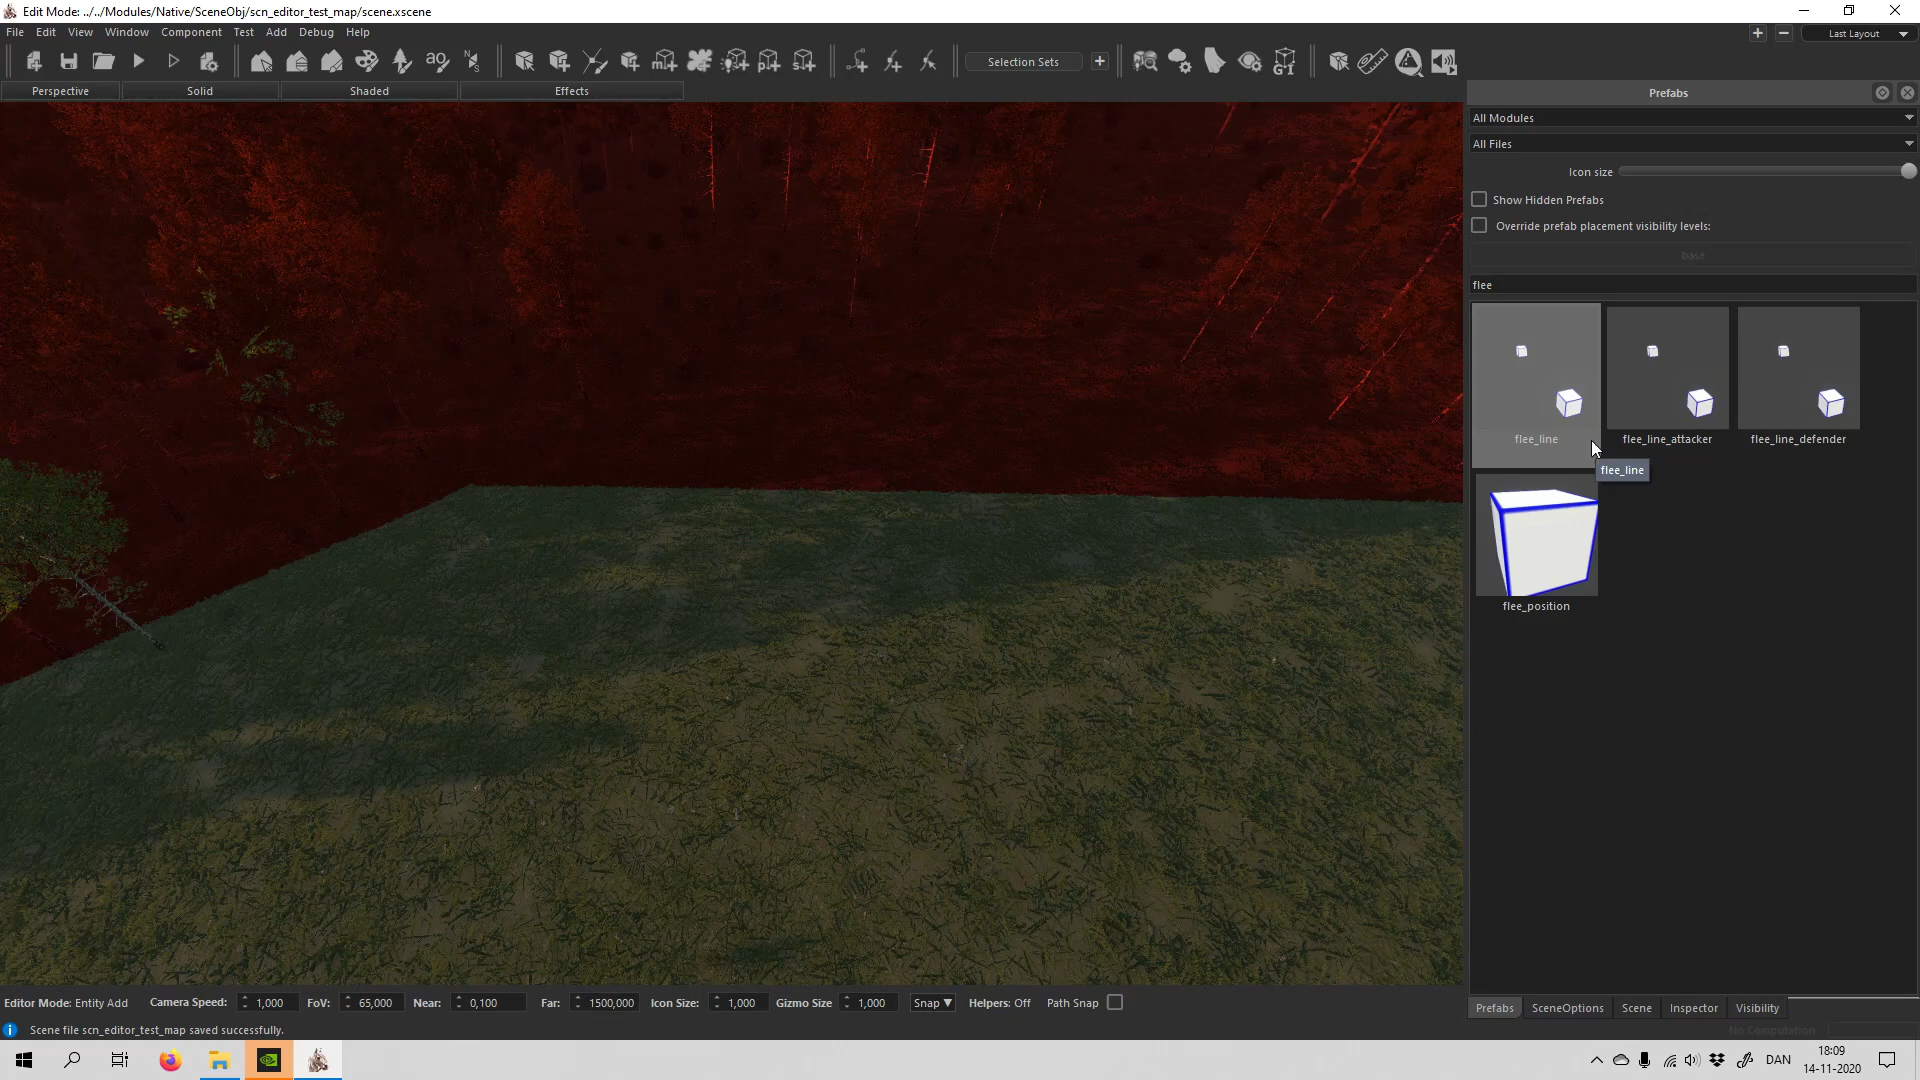 Edit Mode: ../../Modules/Native/SceneObj/scn_editor_test_map/scene.xscene
File Edit View Window Component Test Add Debug Help
Last Layout
Selection Sets
Perspective Solid Shaded Effects
Prefabs
All Modules
All Files
Icon size
Show Hidden Prefabs
Override prefab placement visibility levels:
base
flee
flee_line flee_line_attacker flee_line_defender
flee_line
flee_position
Editor Mode: Entity Add Camera Speed: 1,000 FoV: 65,000 Near: 0,100 Far: 1500,000 Icon Size: 1,000 Gizmo Size 1,000 Snap Helpers: Off Path Snap
Prefabs SceneOptions Scene Inspector Visibility
Scene file scn_editor_test_map saved successfully.
No Computation
DAN
18:09
14-11-2020